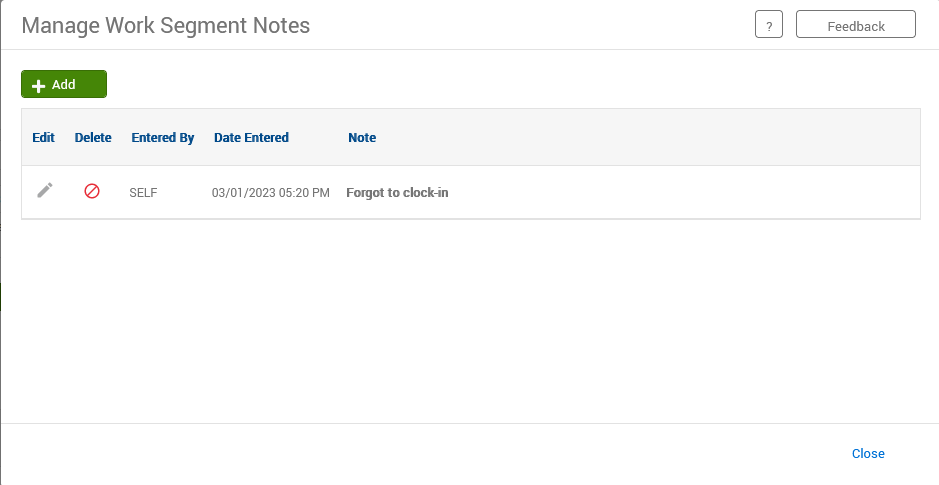 Manage Work Segment Notes ? Feedback
Add
Edit Delete Entered By Date Entered Note
SELF 03/01/2023 05:20 PM Forgot to clock-in
Close